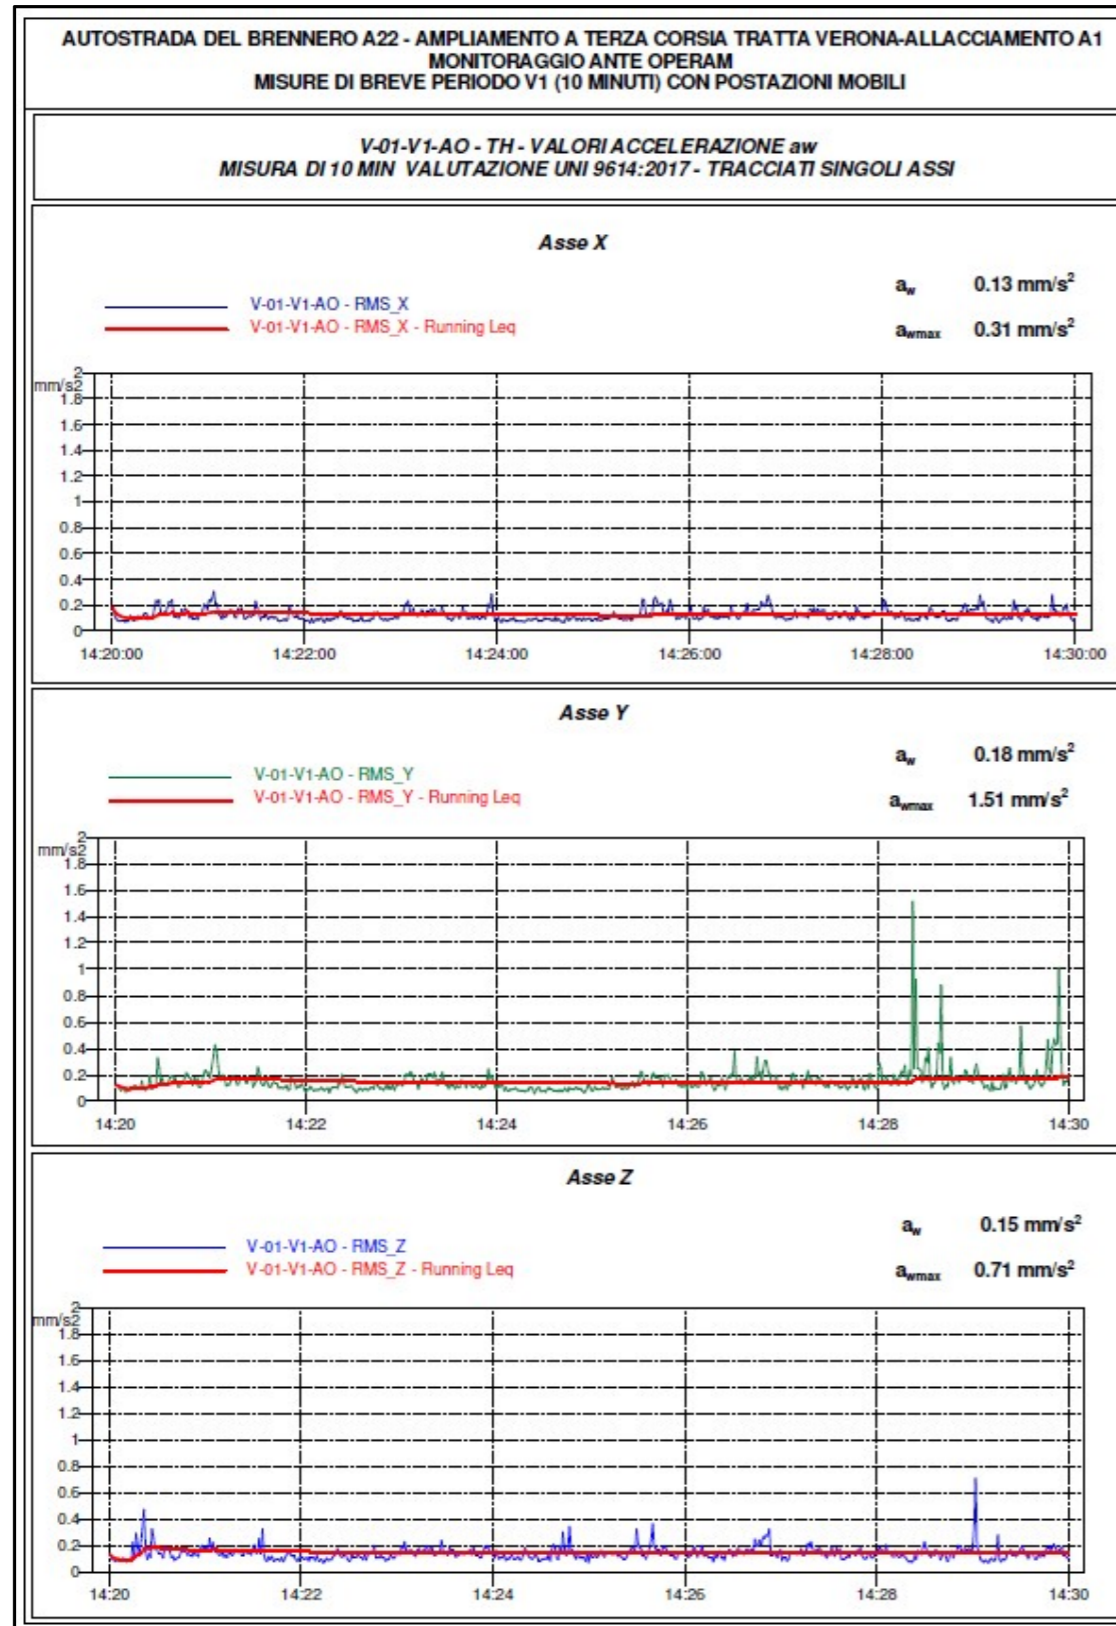 AUTOSTRADA DEL BRENNERO A22 - AMPLIAMENTO A TERZA CORSIA TRATTA VERONA-ALLACCIAMENTO A1
MONITORAGGIO ANTE OPERAM
MISURE DI BREVE PERIODO V1 (10 MINUTI) CON POSTAZIONI MOBILI
V-01-V1-AO - TH - VALORI ACCELERAZIONE aw
MISURA DI 10 MIN VALUTAZIONE UNI 9614:2017 - TRACCIATI SINGOLI ASSI
Asse X
V-01-V1-AO - RMS_X
V-01-V1-AO - RMS_X - Running Leq
aw 0.13 mm/s²
awmax 0.31 mm/s²
2
mm/s2
1.8
1.6
1.4
1.2
1
0.8
0.6
0.4
0.2
0
14:20:00 14:22:00 14:24:00 14:26:00 14:28:00 14:30:00
Asse Y
V-01-V1-AO - RMS_Y
V-01-V1-AO - RMS_Y - Running Leq
aw 0.18 mm/s²
awmax 1.51 mm/s²
2
mm/s2
1.8
1.6
1.4
1.2
1
0.8
0.6
0.4
0.2
0
14:20 14:22 14:24 14:26 14:28 14:30
Asse Z
V-01-V1-AO - RMS_Z
V-01-V1-AO - RMS_Z - Running Leq
aw 0.15 mm/s²
awmax 0.71 mm/s²
2
mm/s2
1.8
1.6
1.4
1.2
1
0.8
0.6
0.4
0.2
0
14:20 14:22 14:24 14:26 14:28 14:30